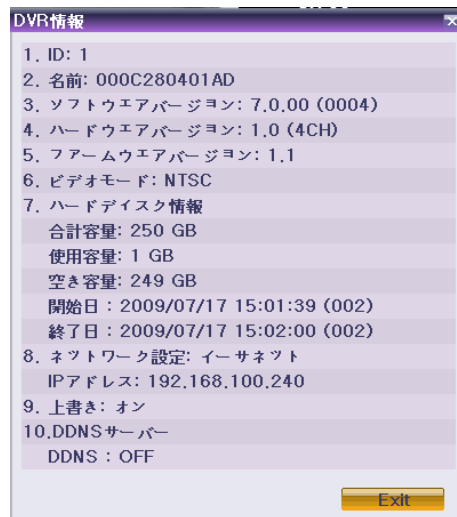 DVR情報
1. ID: 1
2. 名前: 000C280401AD
3. ソフトウエアバージョン: 7.0.00 (0004)
4. ハードウエアバージョン: 1.0 (4CH)
5. ファームウエアバージョン: 1.1
6. ビデオモード: NTSC
7. ハードディスク情報
合計容量: 250 GB
使用容量: 1 GB
空き容量: 249 GB
開始日 : 2009/07/17 15:01:39 (002)
終了日 : 2009/07/17 15:02:00 (002)
8. ネットワーク設定: イーサネット
IPアドレス: 192.168.100.240
9. 上書き: オン
10.DDNSサーバー
DDNS : OFF
Exit